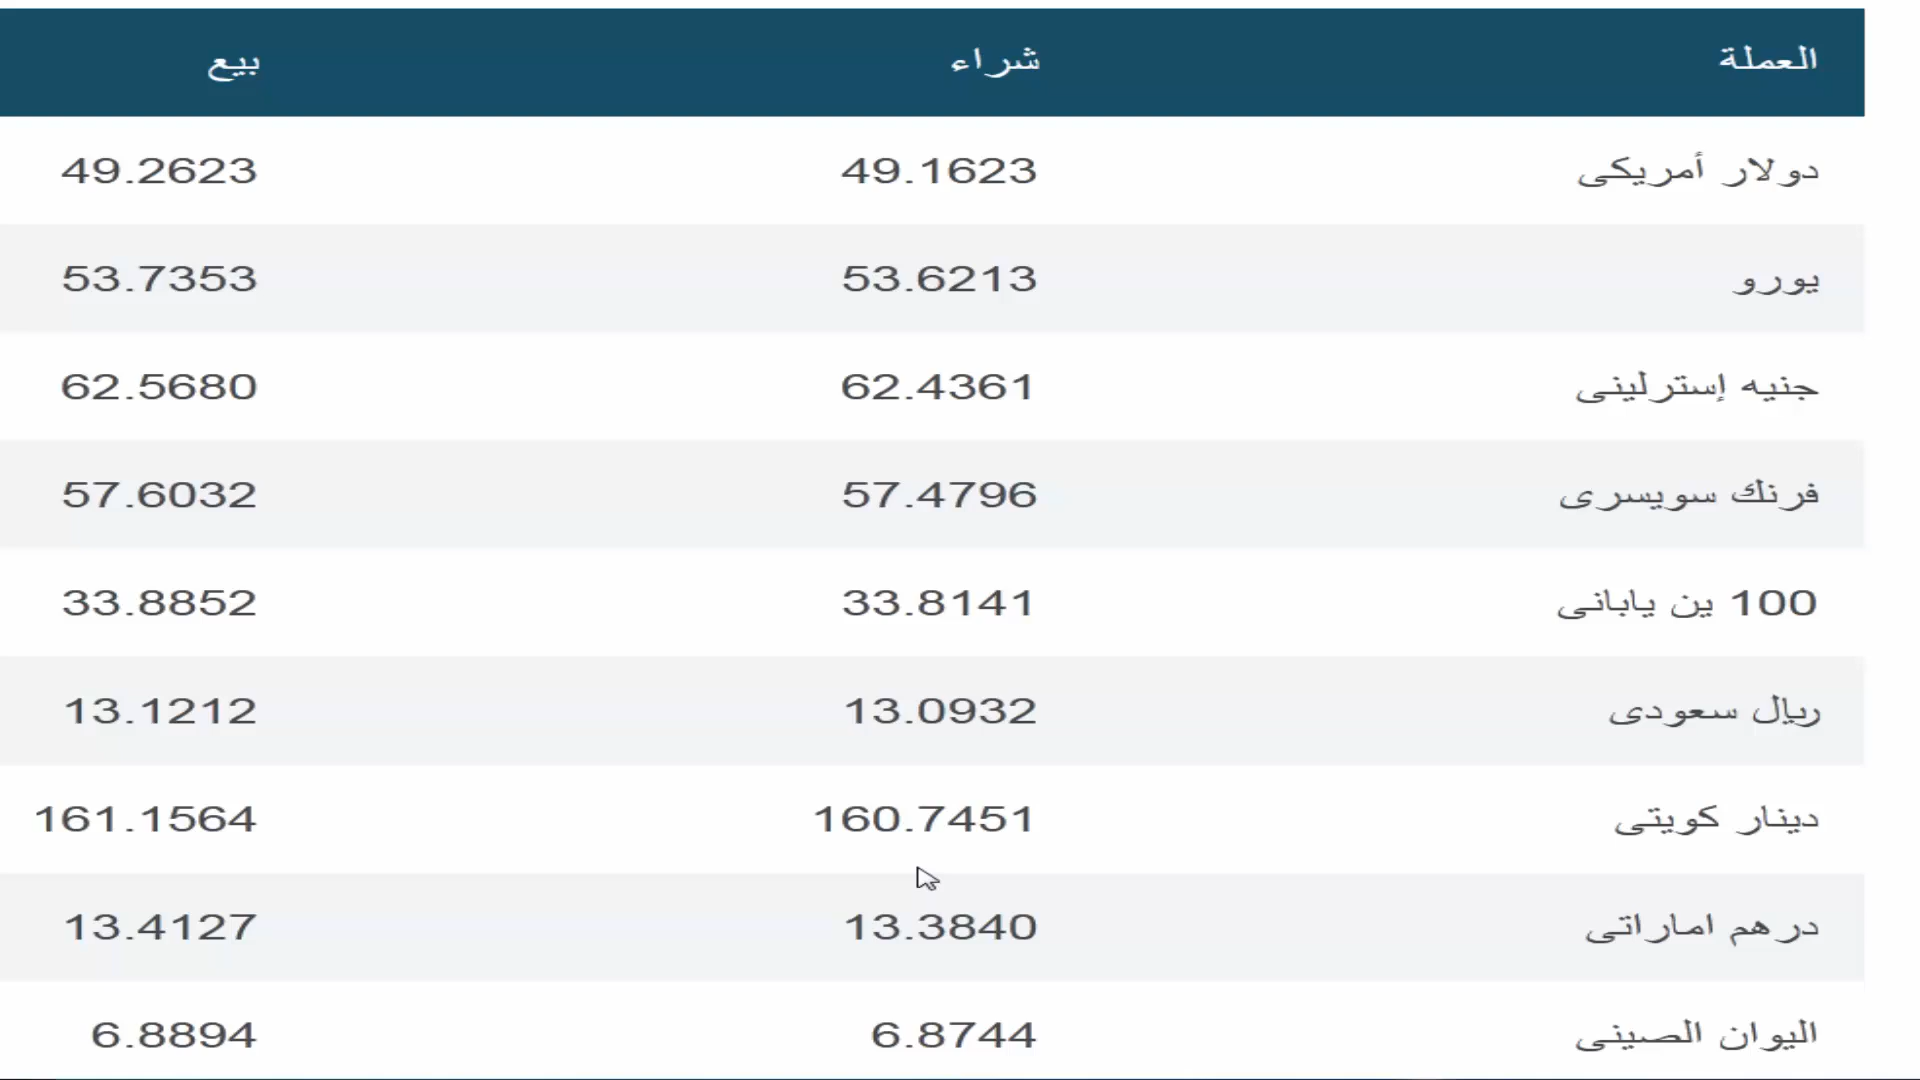 العملة شراء بيع
دولار أمريكى 49.1623 49.2623
يورو 53.6213 53.7353
جنيه إسترلينى 62.4361 62.5680
فرنك سويسرى 57.4796 57.6032
100 ين يابانى 33.8141 33.8852
ريال سعودى 13.0932 13.1212
دينار كويتى 160.7451 161.1564
درهم اماراتى 13.3840 13.4127
اليوان الصينى 6.8744 6.8894